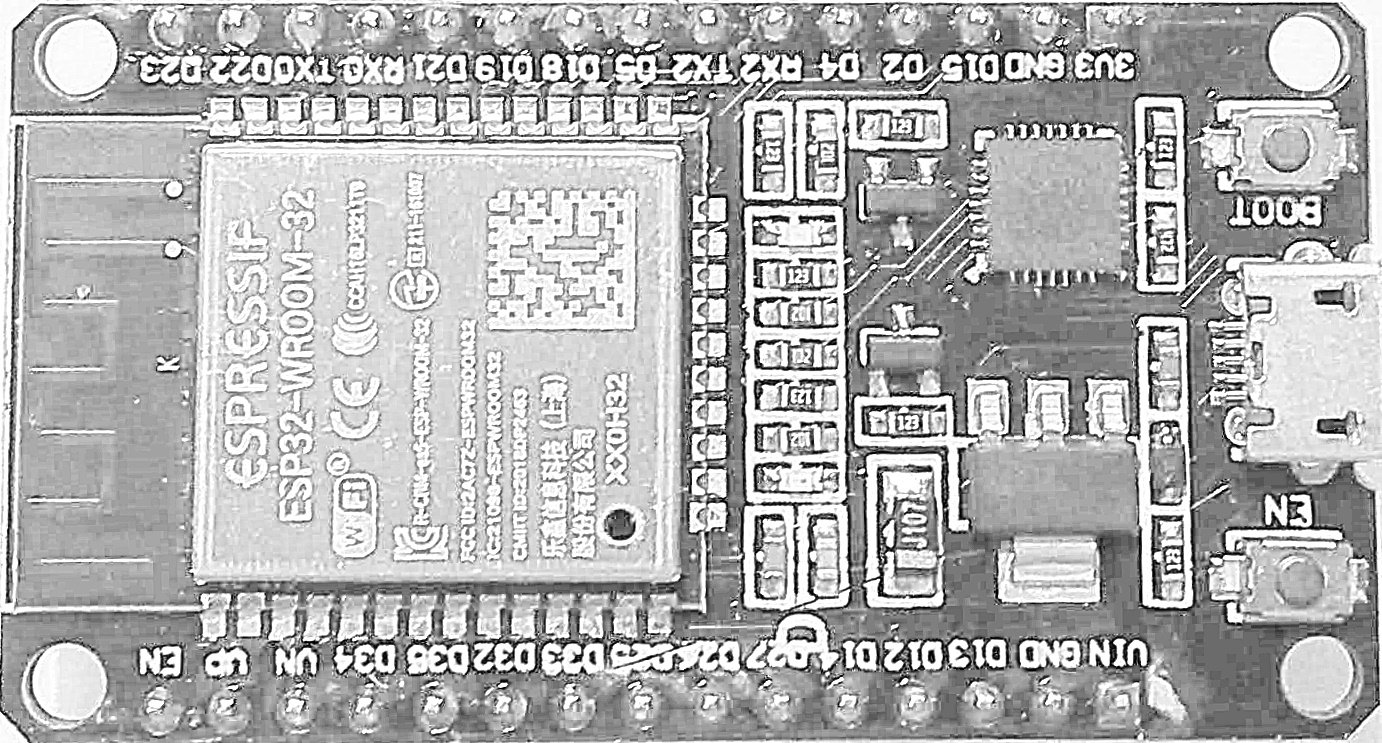 3V3 GND D15 D2 D4 RX2 TX2 D5 D18 D19 D21 RX0 TX0 D22 D23
ESPRESSIF
ESP32-WROOM-32
WiFi® CE
FCC ID:2AC7Z-ESPWROOM32
IC:21098-ESPWROOM32
CMIIT ID:2018DP2463
乐鑫信息科技 (上海)
股份有限公司
XX0H32
K
BOOT
EN
VIN GND D13 D12 D14 D27 D26 D25 D33 D32 D35 D34 VN VP EN